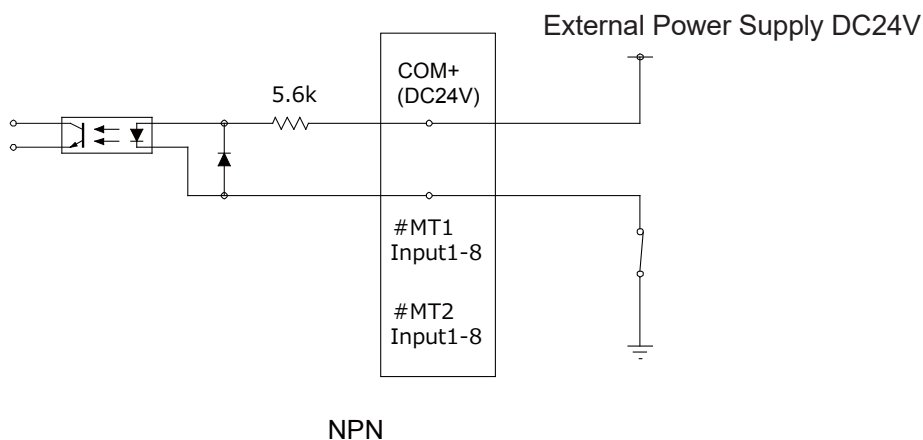 External Power Supply DC24V
COM+
(DC24V)
5.6k
#MT1
Input1-8
#MT2
Input1-8
NPN